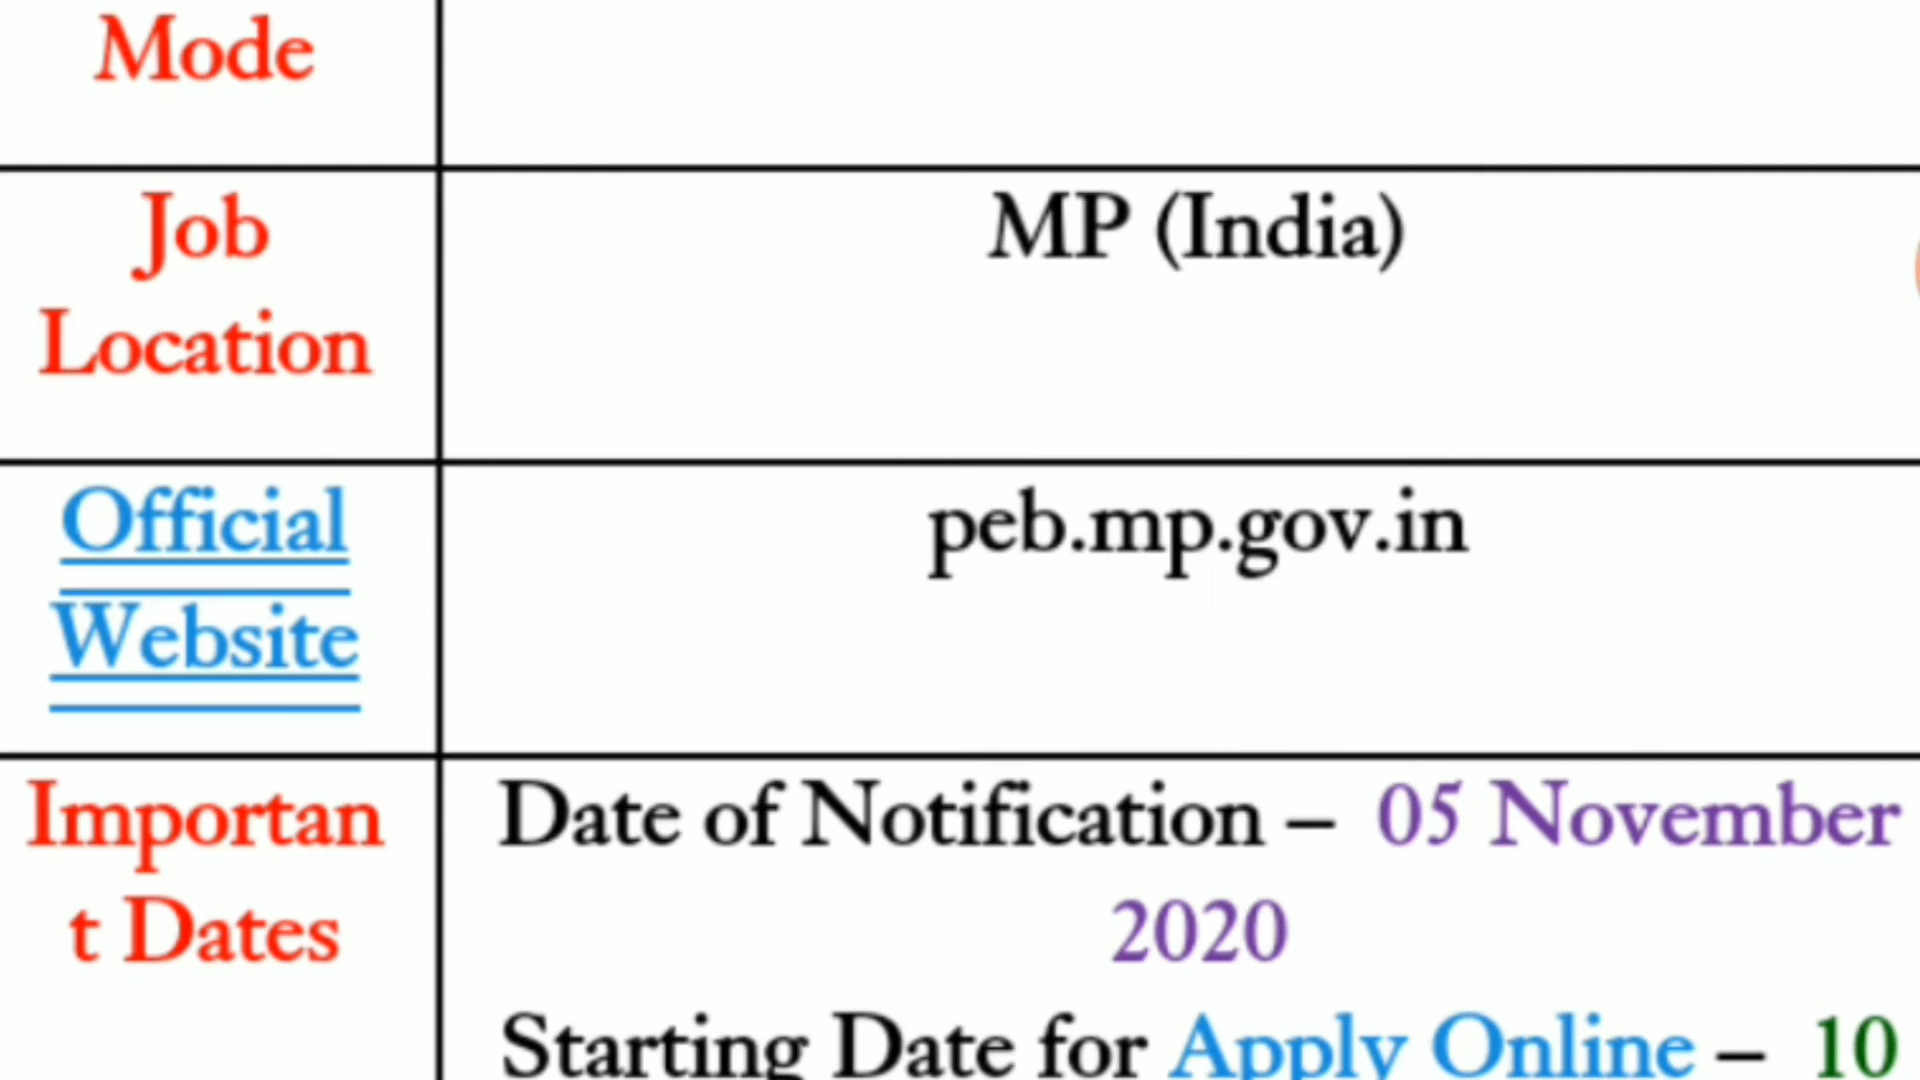 Mode
Job
Location
MP (India)
Official
Website
peb.mp.gov.in
Importan
t Dates
Date of Notification – 05 November
2020
Starting Date for Apply Online – 10